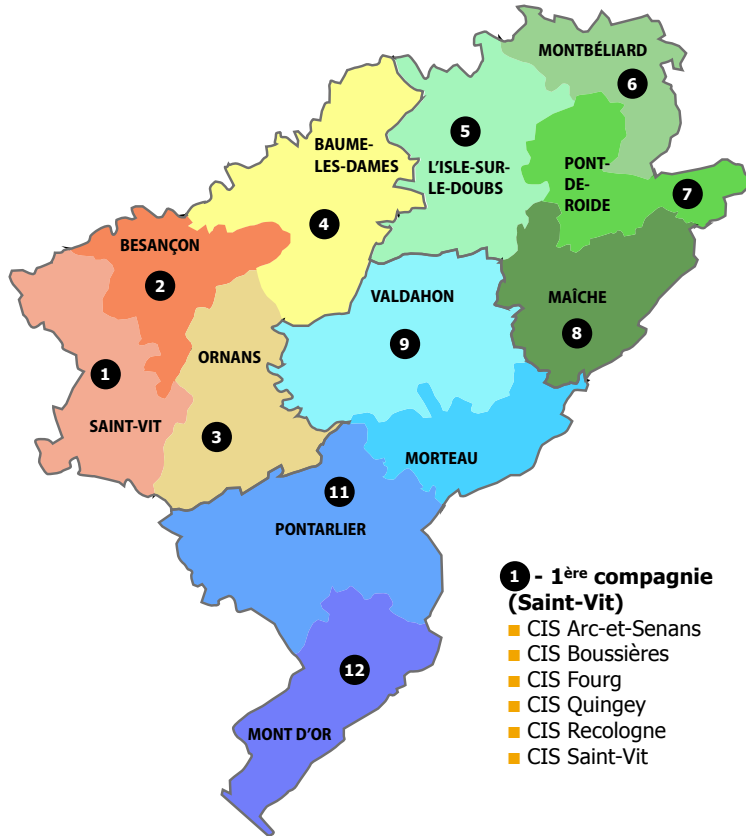 MONTBÉLIARD
6
5
BAUME-
LES-DAMES
L'ISLE-SUR-
LE-DOUBS
PONT-
DE-
ROIDE
7
4
BESANÇON
2
VALDAHON
MAÎCHE
8
9
ORNANS
1
SAINT-VIT
3
MORTEAU
11
PONTARLIER
12
MONT D'OR
1 - 1ère compagnie
(Saint-Vit)
CIS Arc-et-Senans
CIS Boussières
CIS Fourg
CIS Quingey
CIS Recologne
CIS Saint-Vit